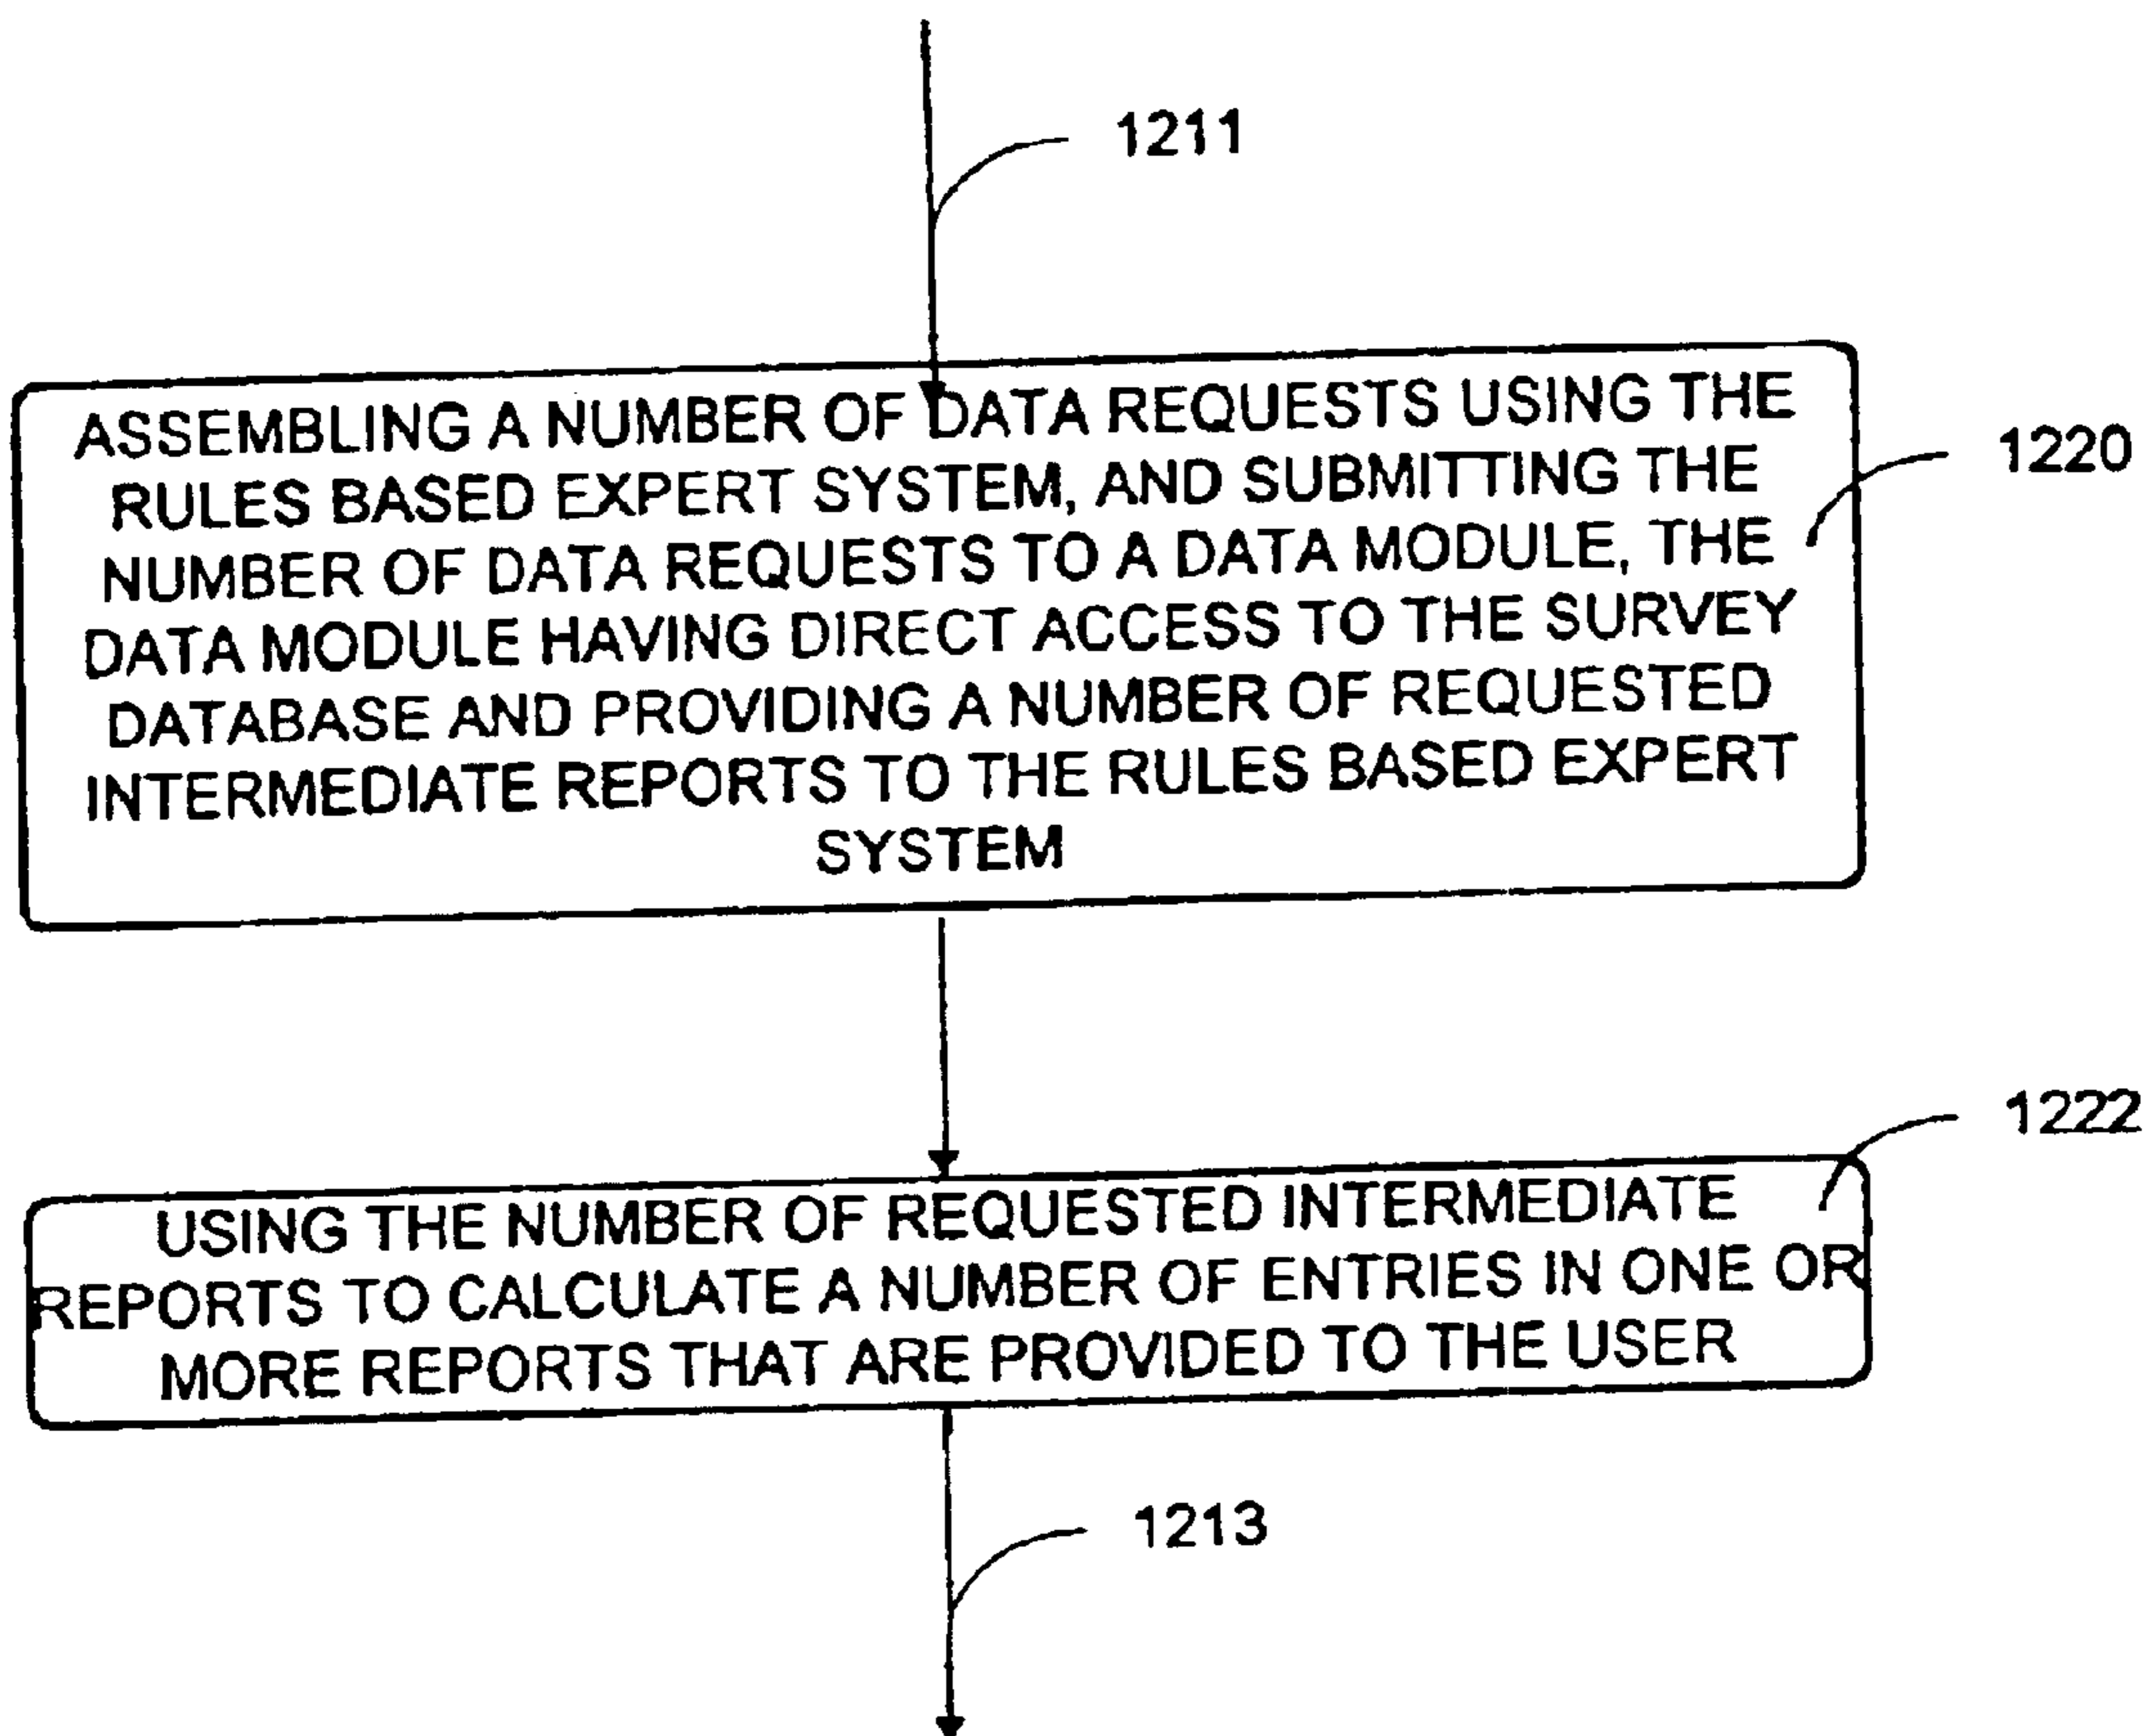 1211
ASSEMBLING A NUMBER OF DATA REQUESTS USING THE
RULES BASED EXPERT SYSTEM, AND SUBMITTING THE
NUMBER OF DATA REQUESTS TO A DATA MODULE, THE
DATA MODULE HAVING DIRECT ACCESS TO THE SURVEY
DATABASE AND PROVIDING A NUMBER OF REQUESTED
INTERMEDIATE REPORTS TO THE RULES BASED EXPERT
SYSTEM
1220
1222
USING THE NUMBER OF REQUESTED INTERMEDIATE
REPORTS TO CALCULATE A NUMBER OF ENTRIES IN ONE OR
MORE REPORTS THAT ARE PROVIDED TO THE USER
1213